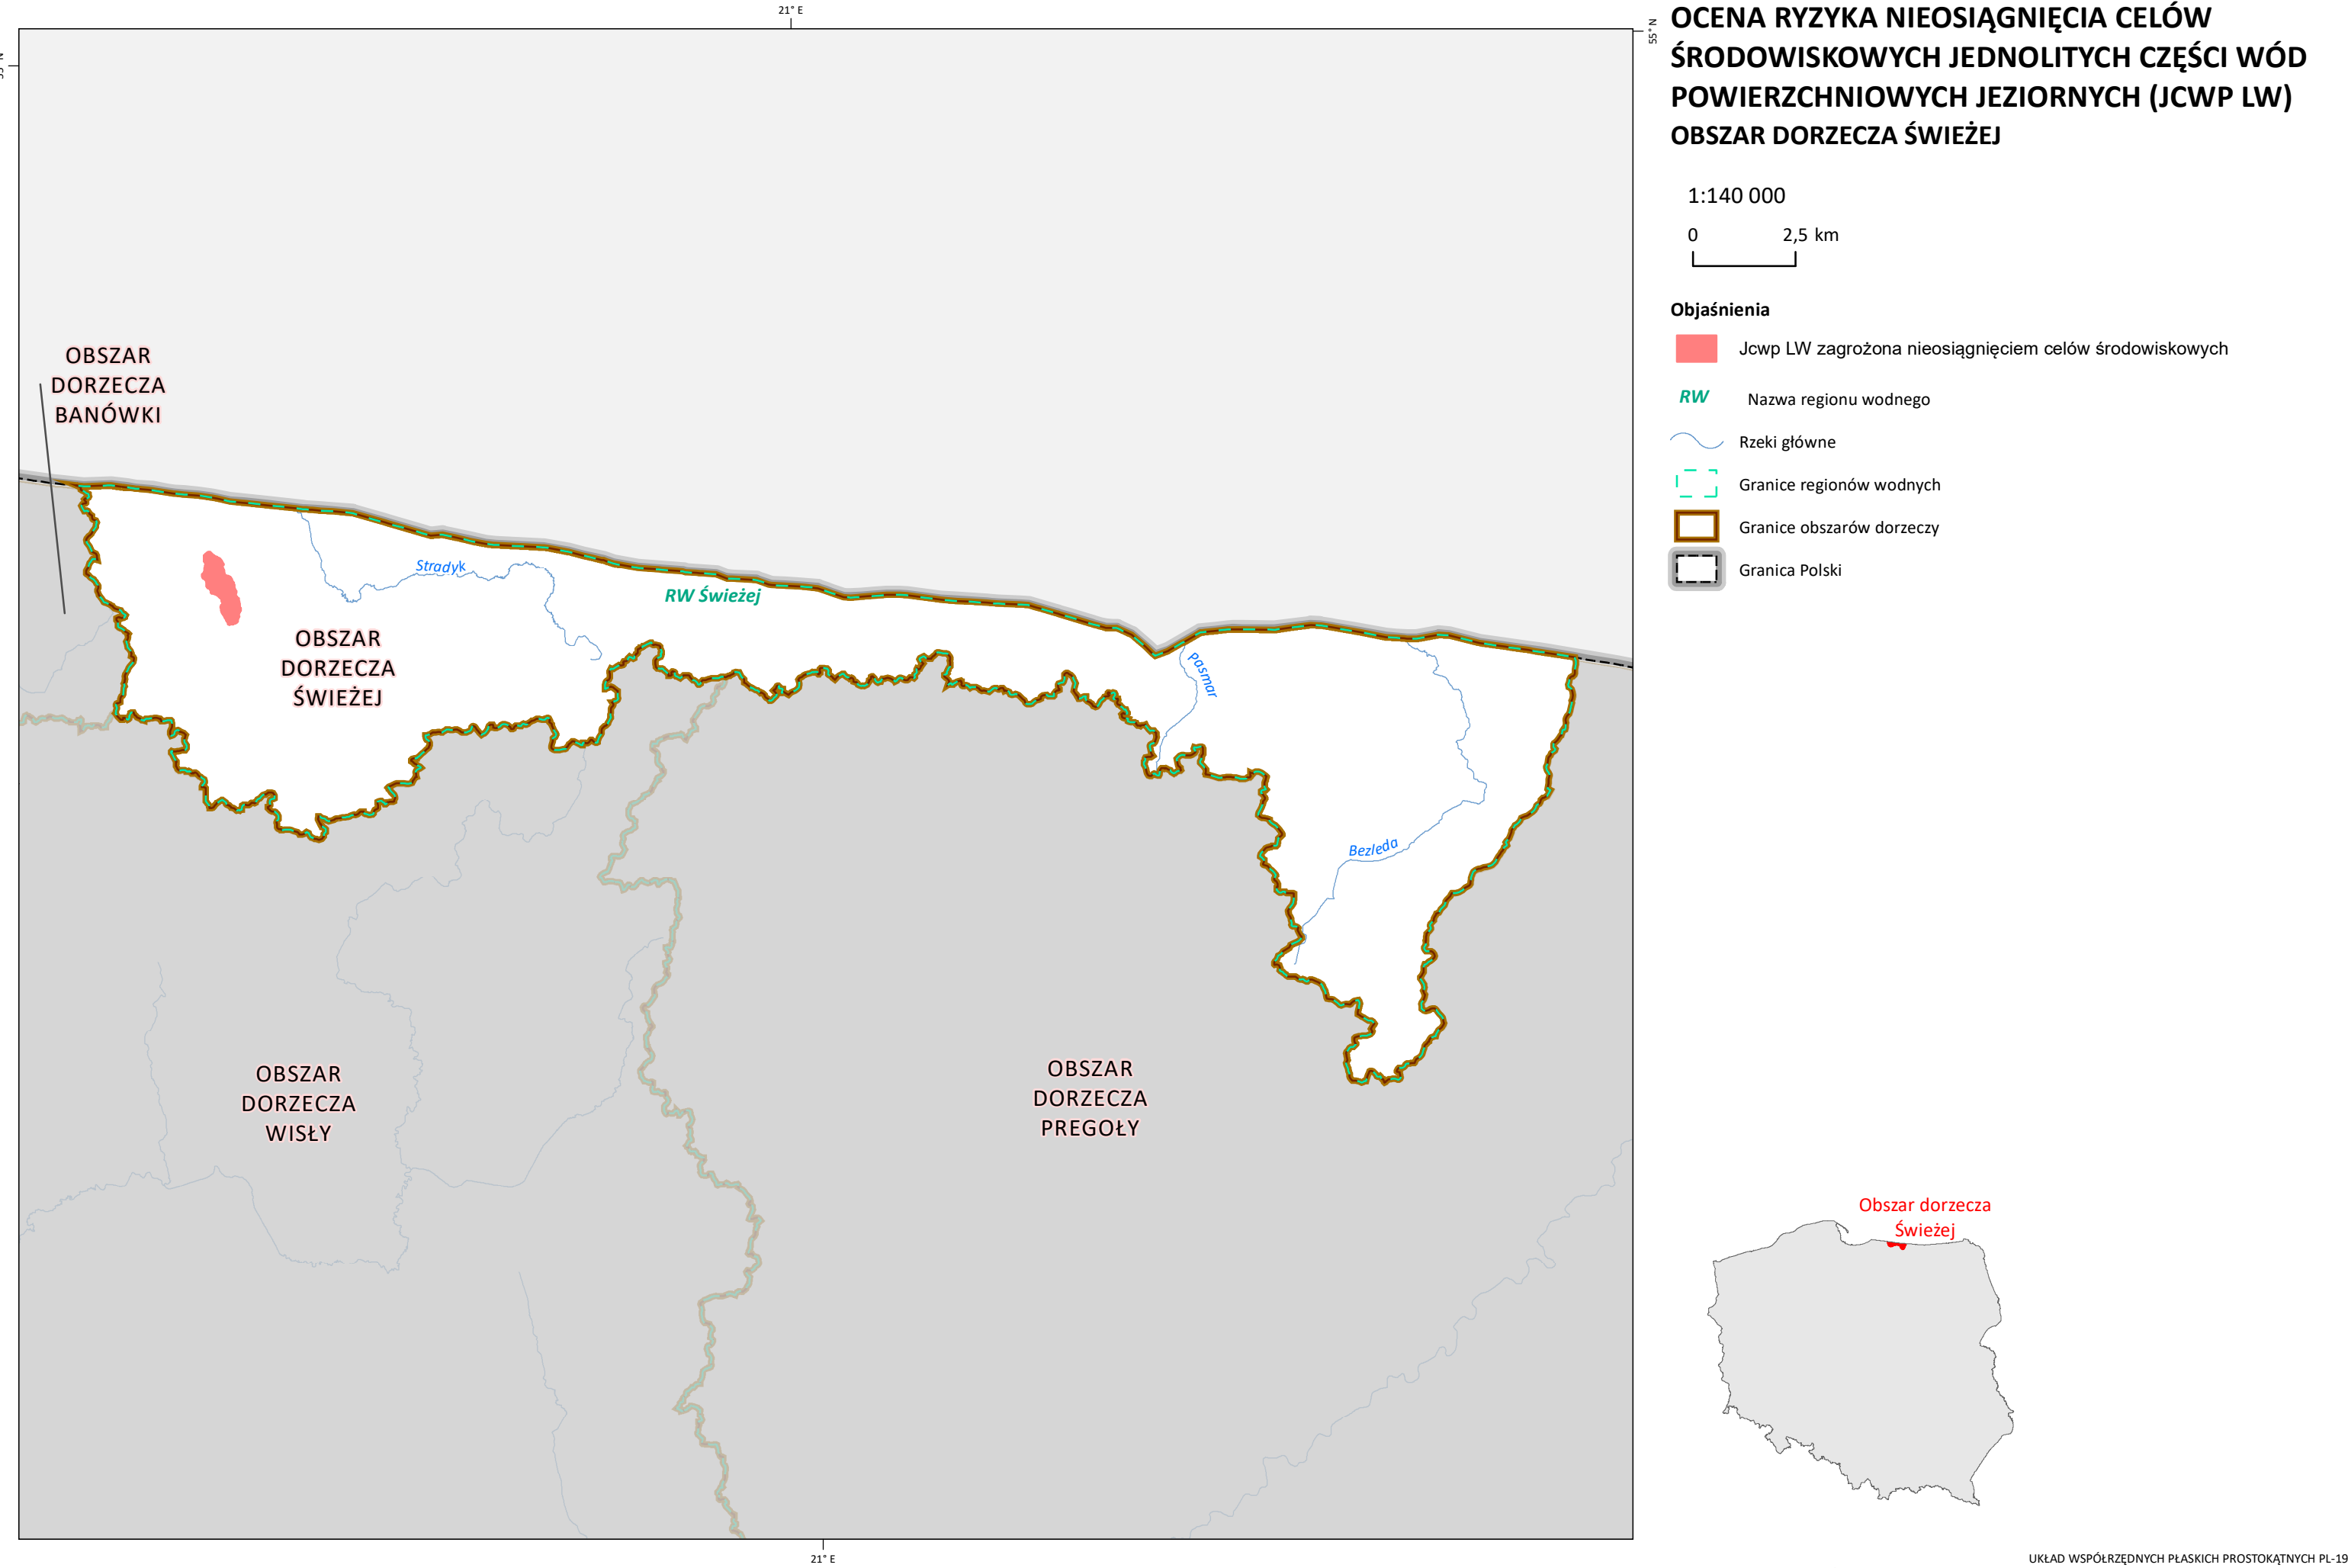 OCENA RYZYKA NIEOSIĄGNIĘCIA CELÓW
ŚRODOWISKOWYCH JEDNOLITYCH CZĘŚCI WÓD
POWIERZCHNIOWYCH JEZIORNYCH (JCWP LW)
OBSZAR DORZECZA ŚWIEŻEJ
1:140 000
0 2,5 km
Objaśnienia
Jcwp LW zagrożona nieosiągnięciem celów środowiskowych
RW Nazwa regionu wodnego
Rzeki główne
Granice regionów wodnych
Granice obszarów dorzeczy
Granica Polski
21° E
55° N
OBSZAR
DORZECZA
BANÓWKI
Stradyk
RW Świeżej
OBSZAR
DORZECZA
ŚWIEŻEJ
Pasmar
Bezleda
OBSZAR
DORZECZA
WISŁY
OBSZAR
DORZECZA
PREGOŁY
21° E
Obszar dorzecza
Świeżej
UKŁAD WSPÓŁRZĘDNYCH PŁASKICH PROSTOKĄTNYCH PL-19